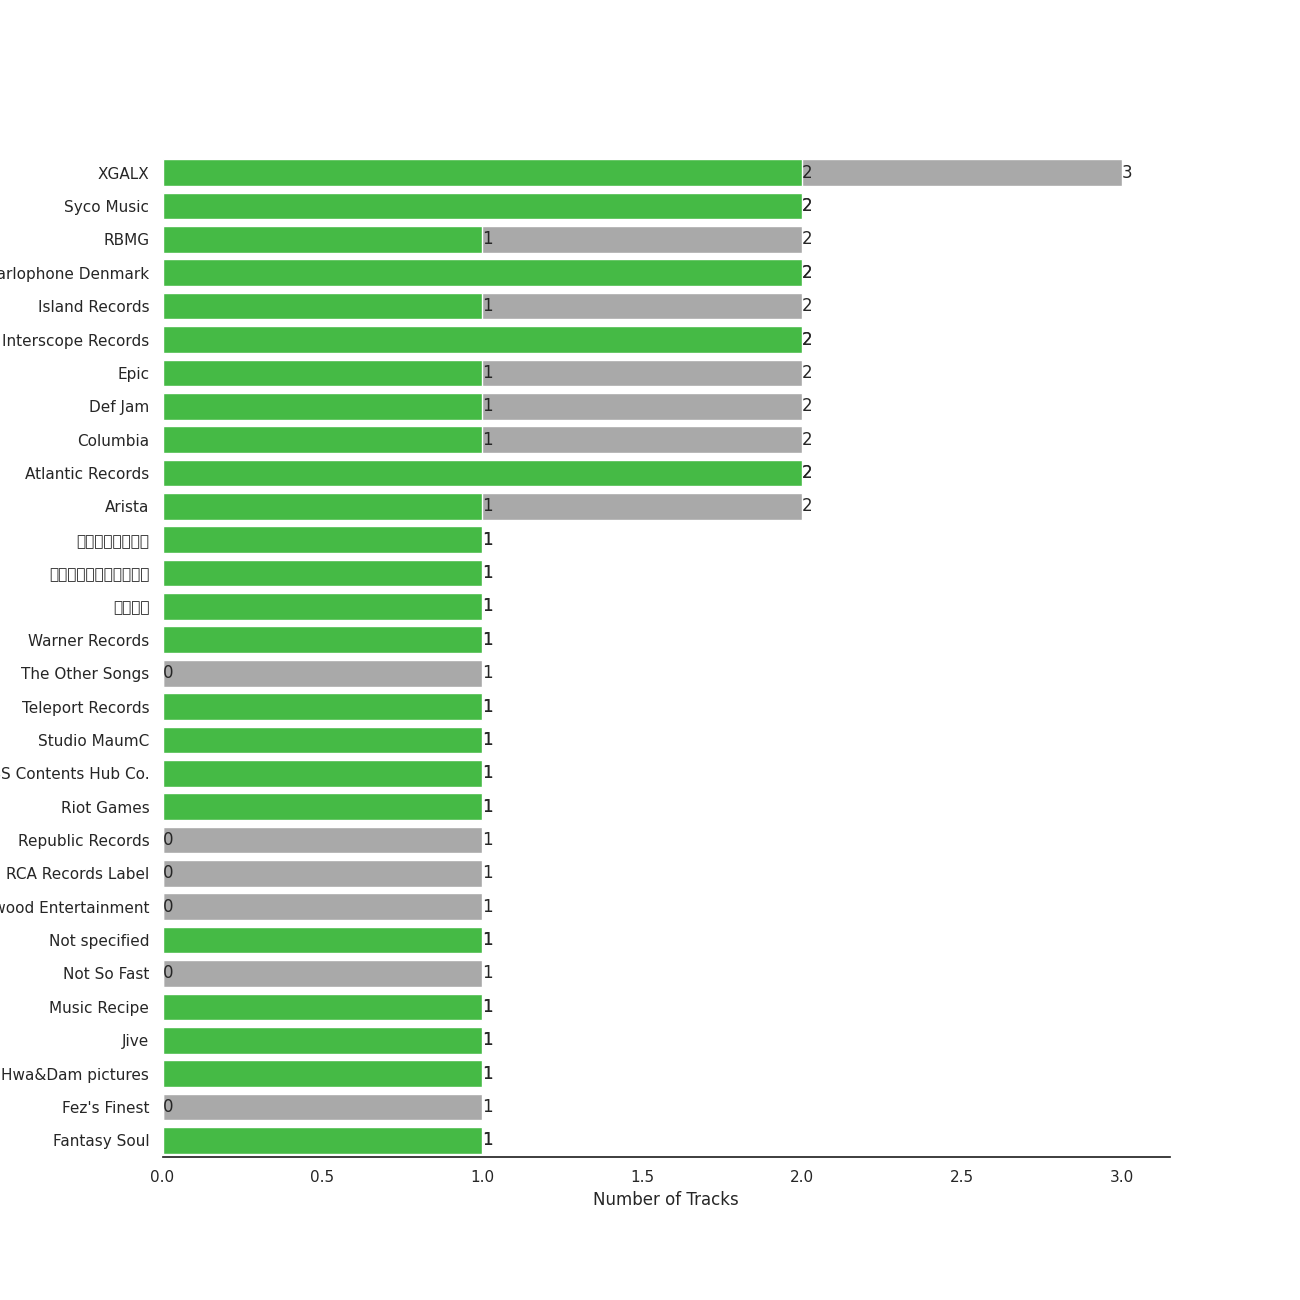 XGALX 2 3
Syco Music 2
RBMG 1 2
arlophone Denmark 2
Island Records 1 2
Interscope Records 2
Epic 1 2
Def Jam 1 2
Columbia 1 2
Atlantic Records 2
Arista 1 2
1
1
1
Warner Records 1
The Other Songs 0 1
Teleport Records 1
Studio MaumC 1
S Contents Hub Co. 1
Riot Games 1
Republic Records 0 1
RCA Records Label 0 1
wood Entertainment 0 1
Not specified 1
Not So Fast 0 1
Music Recipe 1
Jive 1
Hwa&Dam pictures 1
Fez's Finest 0 1
Fantasy Soul 1
0.0 0.5 1.0 1.5 2.0 2.5 3.0
Number of Tracks